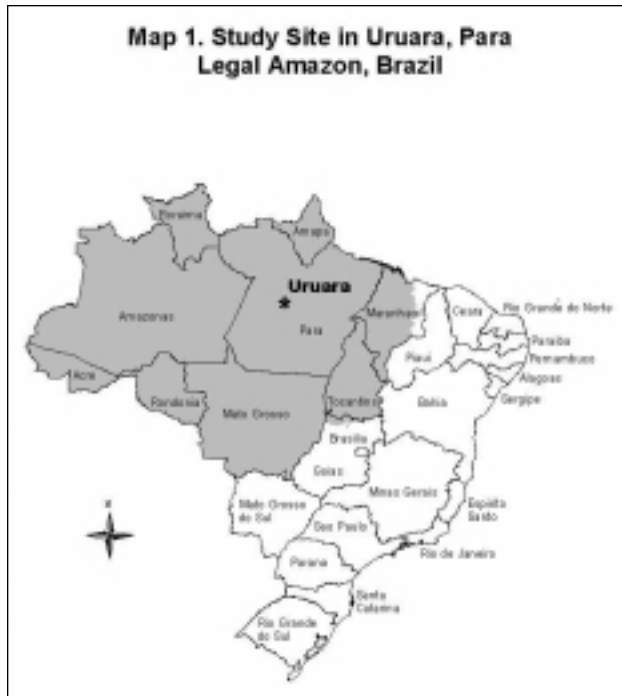 Map 1. Study Site in Uruara, Para
Legal Amazon, Brazil
Roraima
Amapa
Uruara
Amazonas
Para
Maranhao
Ceara
Rio Grande do Norte
Paraiba
Piaui
Pernambuco
Acre
Alagoas
Rondonia
Tocantins
Sergipe
Mato Grosso
Bahia
Brasilia
Goias
Minas Gerais
Mato Grosso
do Sul
Espirito
Santo
Sao Paulo
Rio de Janeiro
Parana
Santa
Catarina
Rio Grande
do Sul